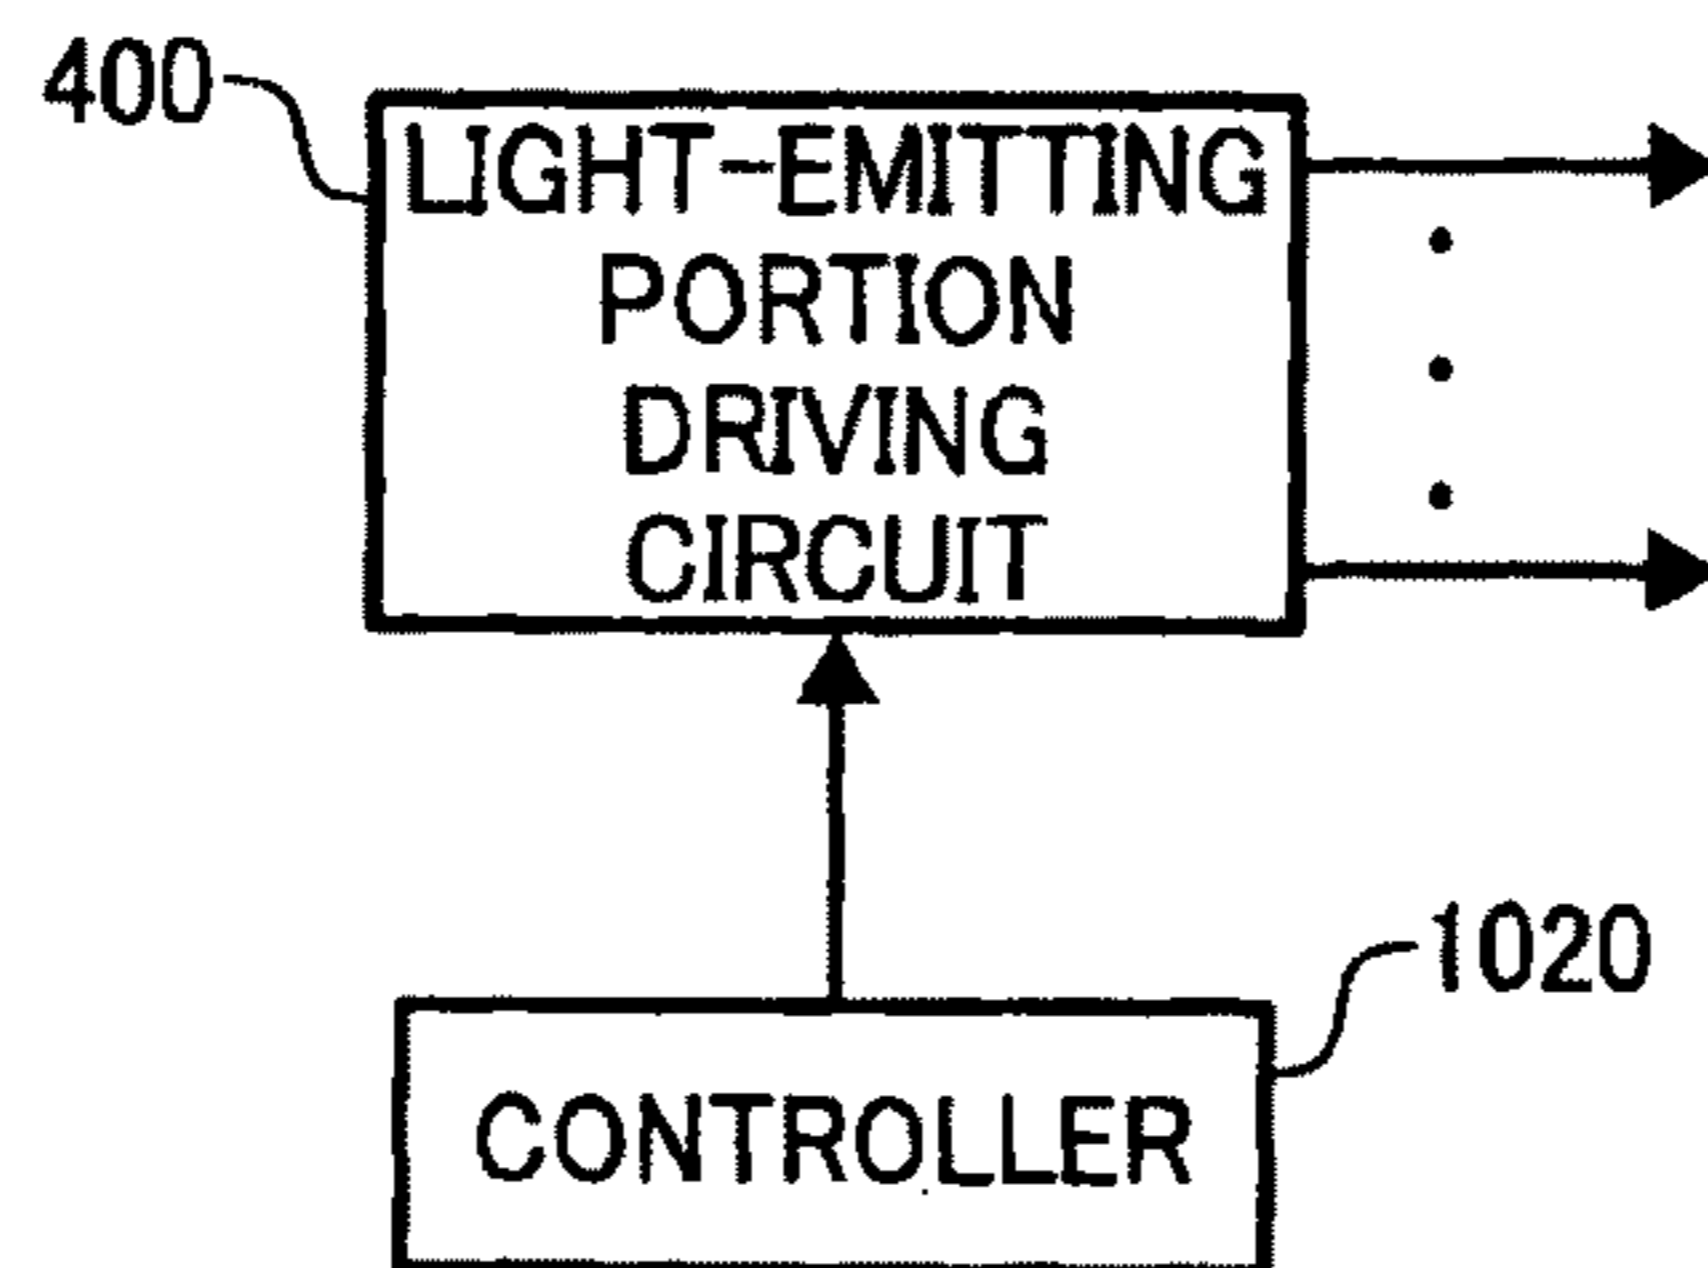 400
LIGHT-EMITTING
PORTION
DRIVING
CIRCUIT
1020
CONTROLLER